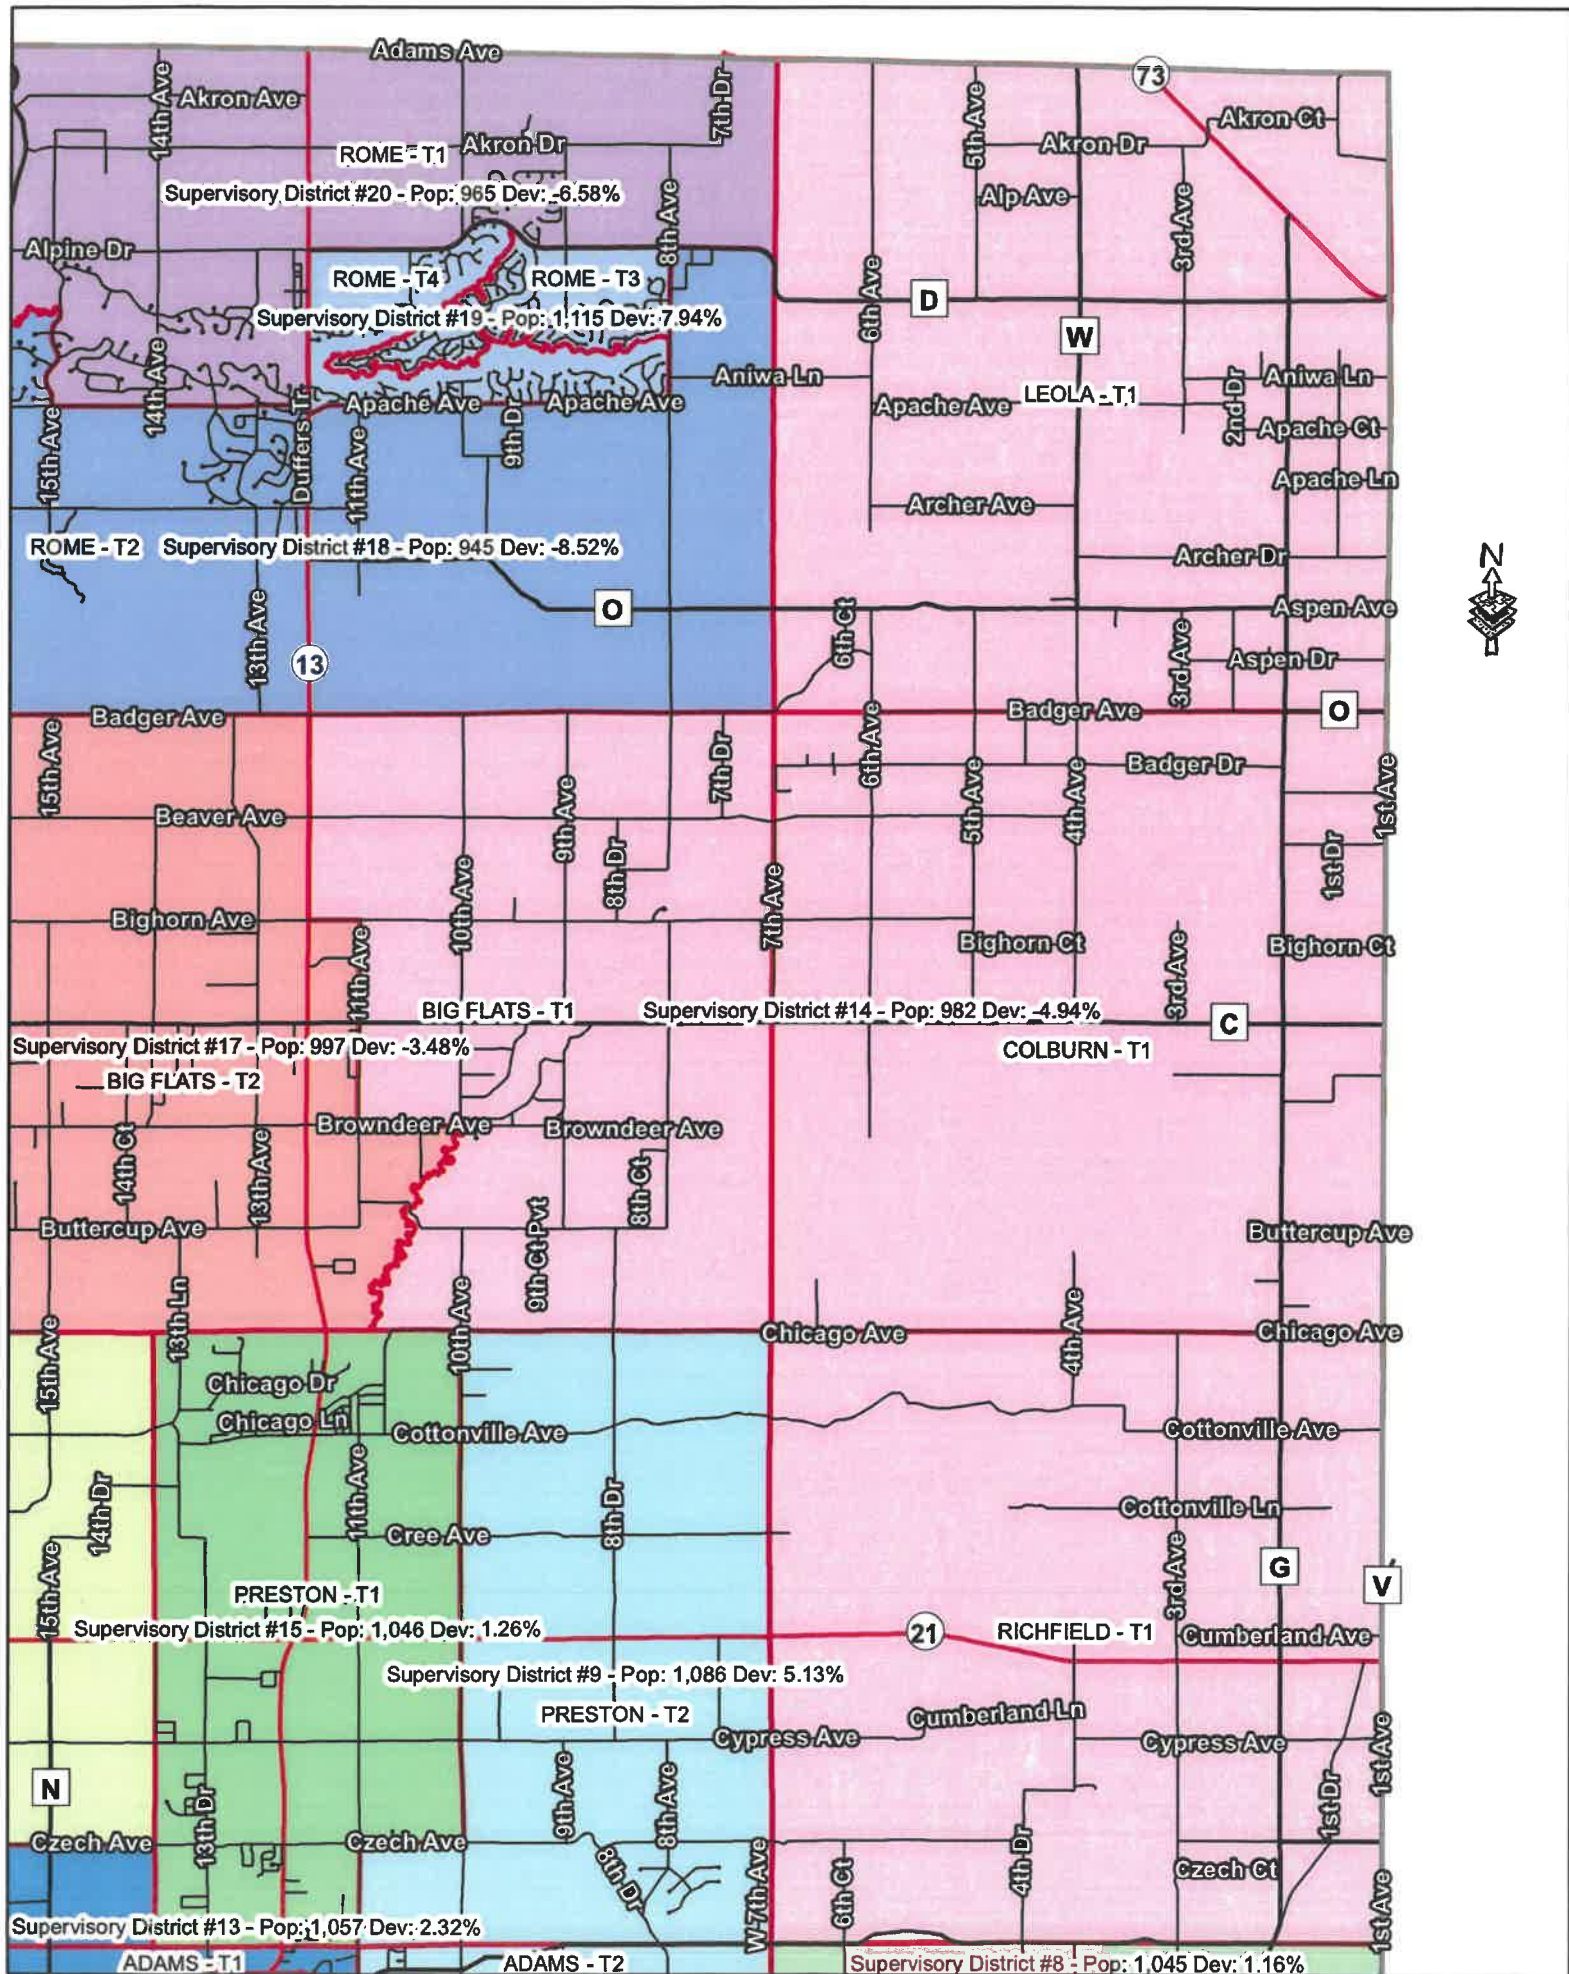 Adams Ave
73
14th Ave
Akron Ave
7th Dr
5th Ave
Akron Ct
ROME - T1
Akron Dr
Akron Dr
Supervisory District #20 - Pop: 965 Dev: -6.58%
8th Ave
Alp Ave
3rd Ave
Alpine Dr
ROME - T4
ROME - T3
6th Ave
D
Supervisory District #19 - Pop: 1,115 Dev: 7.94%
W
14th Ave
Aniwa Ln
LEOLA - T1
2nd Dr
Aniwa Ln
15th Ave
Duffers Tr
Apache Ave
Apache Ave
Apache Ave
Apache Ct
11th Ave
9th Dr
Apache Ln
Archer Ave
ROME - T2
Supervisory District #18 - Pop: 945 Dev: -8.52%
Archer Dr
N
O
Aspen Ave
13th Ave
13
6th Ct
3rd Ave
Aspen Dr
Badger Ave
Badger Ave
O
15th Ave
7th Dr
6th Ave
Badger Dr
Beaver Ave
9th Ave
5th Ave
4th Ave
1st Ave
8th Dr
1st Dr
Bighorn Ave
10th Ave
7th Ave
11th Ave
Bighorn Ct
3rd Ave
Bighorn Ct
BIG FLATS - T1
Supervisory District #14 - Pop: 982 Dev: -4.94%
C
Supervisory District #17 - Pop: 997 Dev: -3.48%
COLBURN - T1
BIG FLATS - T2
Browndeer Ave
Browndeer Ave
14th Ct
13th Ave
8th Ct
Buttercup Ave
9th Ct Pvt
Buttercup Ave
13th Ln
10th Ave
4th Ave
15th Ave
Chicago Ave
Chicago Ave
Chicago Dr
Chicago Ln
Cottonville Ave
Cottonville Ave
14th Dr
11th Ave
8th Dr
Cottonville Ln
Cree Ave
15th Ave
3rd Ave
G
V
PRESTON - T1
Supervisory District #15 - Pop: 1,046 Dev: 1.26%
21
RICHFIELD - T1
Cumberland Ave
Supervisory District #9 - Pop: 1,086 Dev: 5.13%
PRESTON - T2
Cumberland Ln
Cypress Ave
Cypress Ave
N
13th Dr
9th Ave
8th Ave
1st Dr
1st Ave
Czech Ave
Czech Ave
8th Dr
W 7th Ave
6th Ct
4th Dr
Czech Ct
1st Ave
Supervisory District #13 - Pop: 1,057 Dev: 2.32%
ADAMS - T1
ADAMS - T2
Supervisory District #8 - Pop: 1,045 Dev: 1.16%